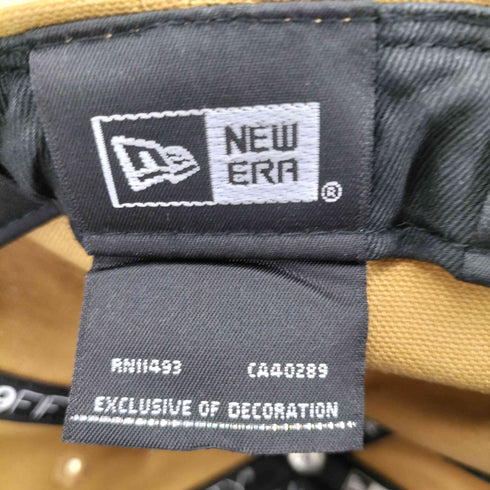 NEW
ERA
®
RN11493 CA40289
EXCLUSIVE OF DECORATION